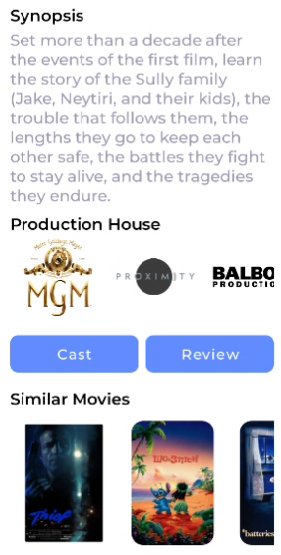 Synopsis
Set more than a decade after
the events of the first film, learn
the story of the Sully family
(Jake, Neytiri, and their kids), the
trouble that follows them, the
lengths they go to keep each
other safe, the battles they fight
to stay alive, and the tragedies
they endure.
Production House
MGM
PROXIMITY
BALBO
PRODUCTIO
Cast
Review
Similar Movies
Thief
Lilo & Stitch
batteries